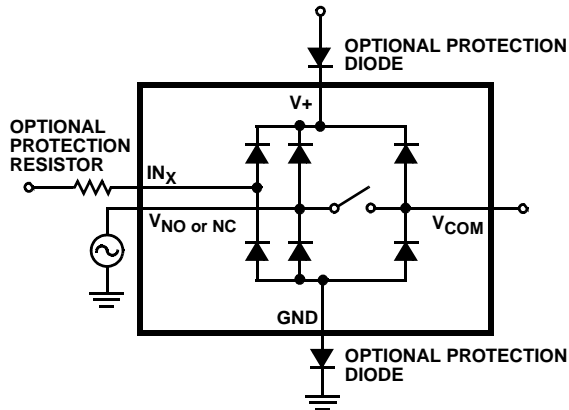 OPTIONAL PROTECTION
DIODE
V+
OPTIONAL
PROTECTION
RESISTOR
INX
VNO or NC
VCOM
GND
OPTIONAL PROTECTION
DIODE